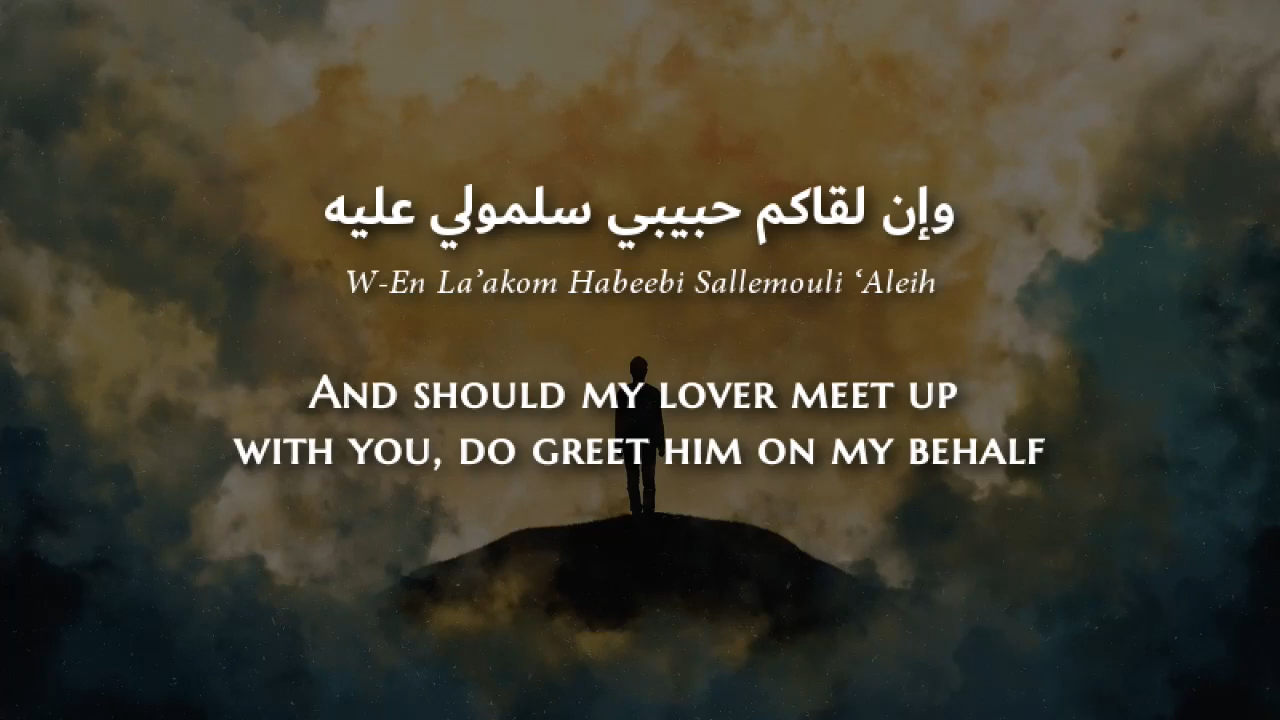 وإن لقاكم حبيبي سلمولي عليه
W-En La’akom Habeebi Sallemouli ‘Aleih
And should my lover meet up
with you, do greet him on my behalf